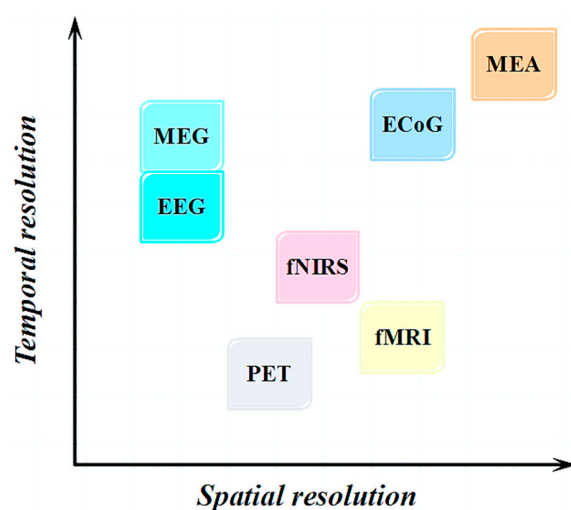 MEA
ECoG
MEG
EEG
fNIRS
fMRI
PET
Temporal resolution
Spatial resolution